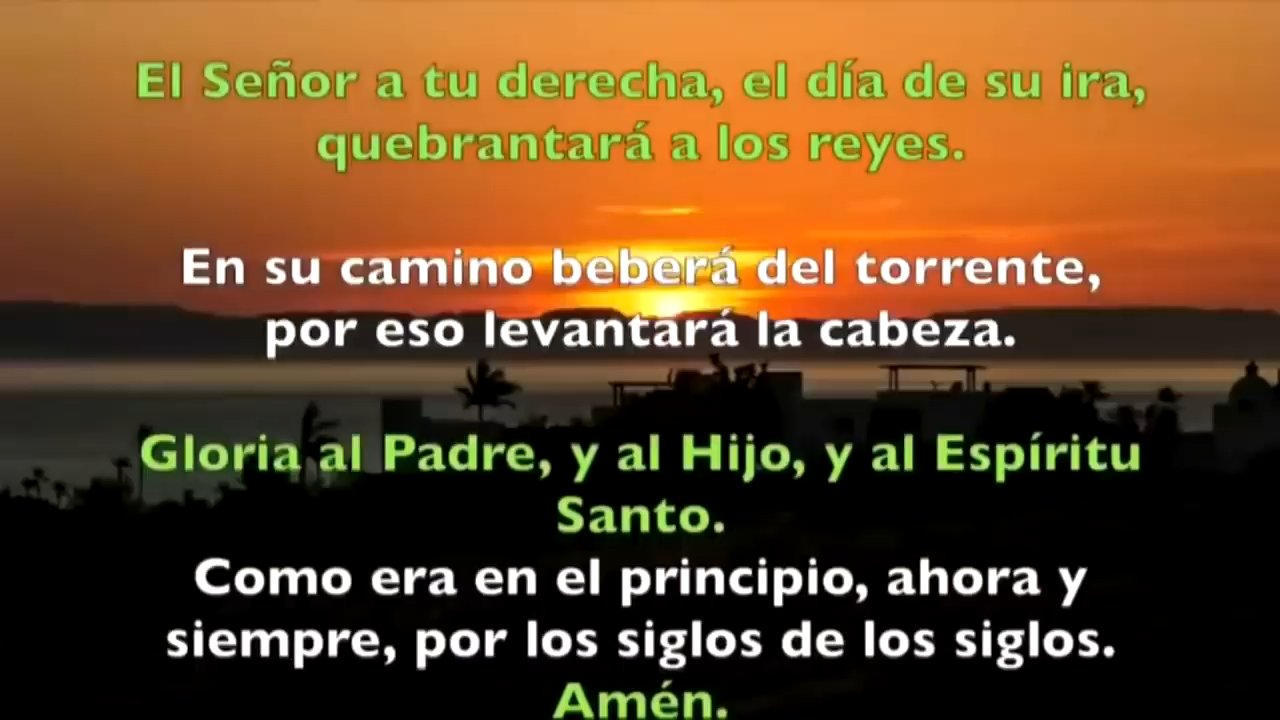 El Señor a tu derecha, el día de su ira,
quebrantará a los reyes.
En su camino beberá del torrente,
por eso levantará la cabeza.
Gloria al Padre, y al Hijo, y al Espíritu
Santo.
Como era en el principio, ahora y
siempre, por los siglos de los siglos.
Amén.